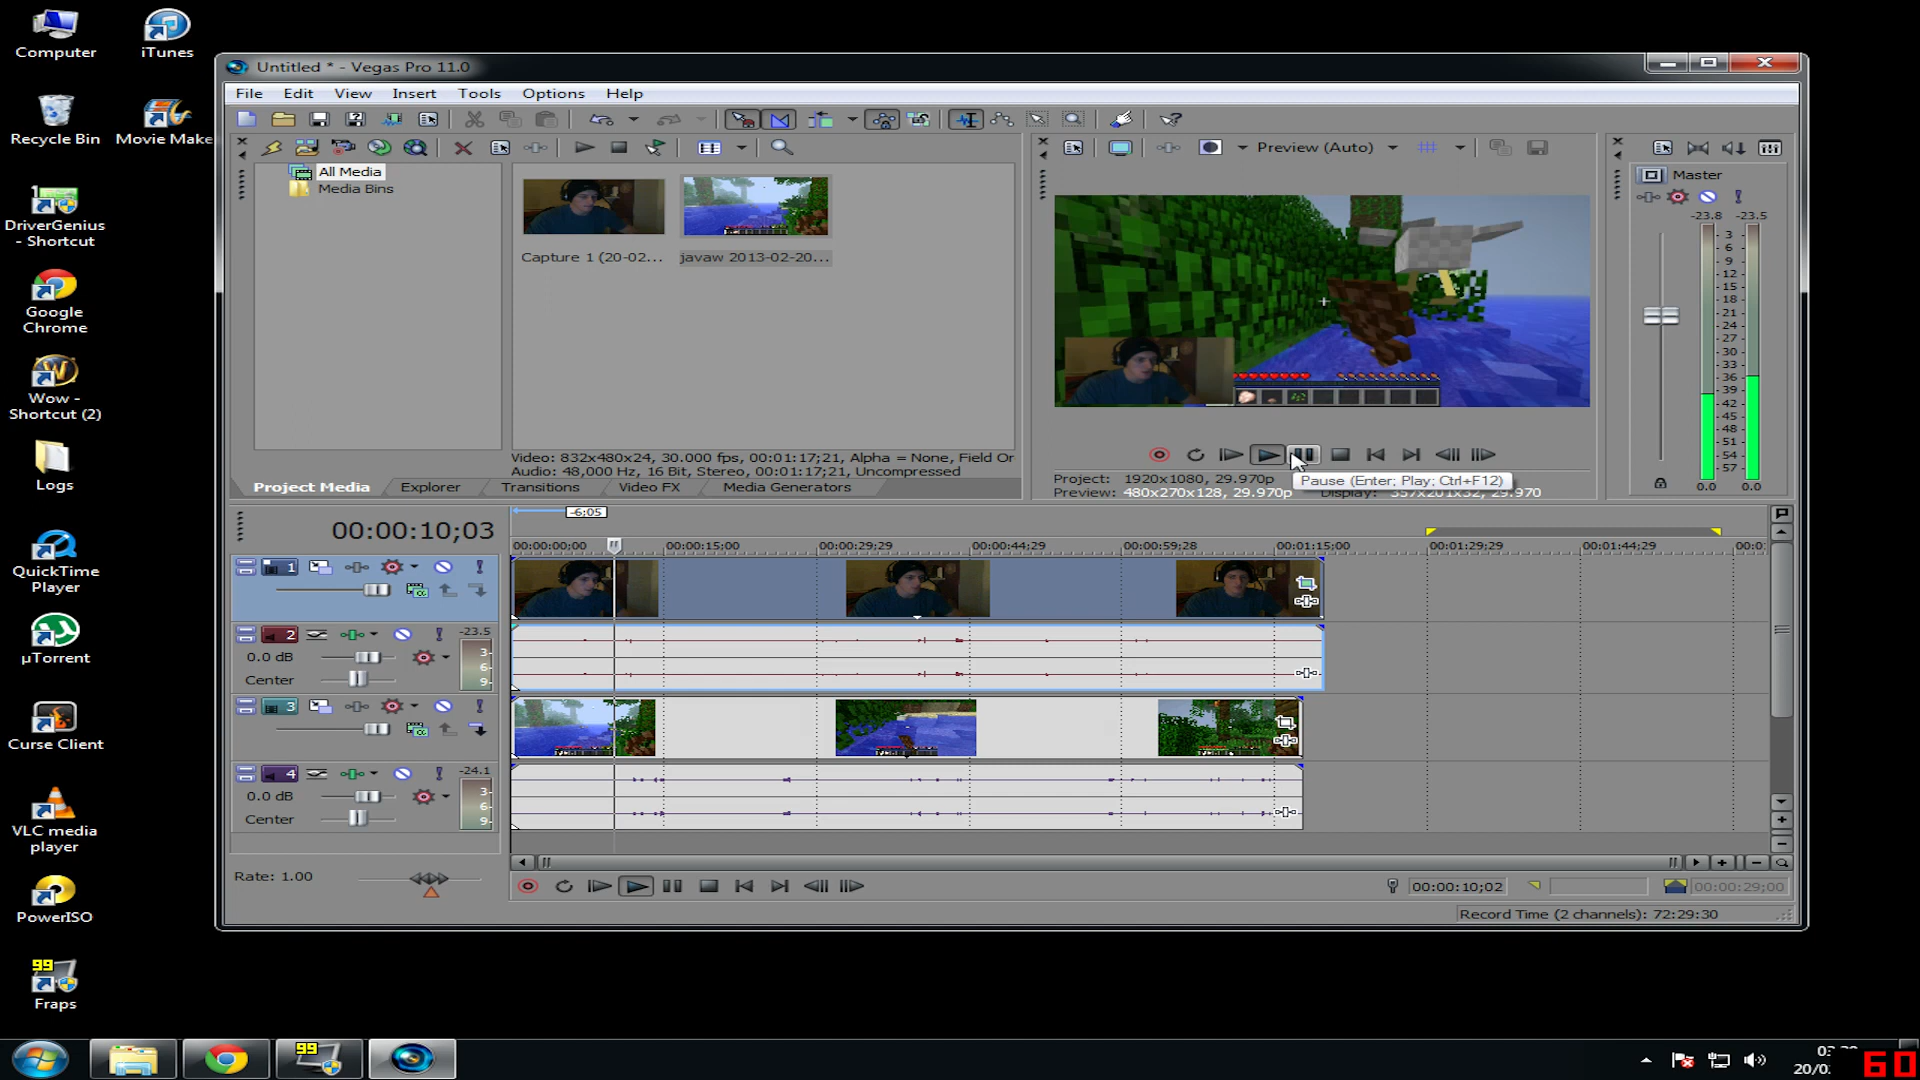 Computer
iTunes
Recycle Bin
Movie Make
DriverGenius
- Shortcut
Google
Chrome
Wow -
Shortcut (2)
Logs
QuickTime
Player
µTorrent
Curse Client
VLC media
player
PowerISO
99
Fraps
Untitled * - Vegas Pro 11.0
File Edit View Insert Tools Options Help
Preview (Auto)
All Media
Media Bins
Capture 1 (20-02...
javaw 2013-02-20...
Video: 832x480x24, 30.000 fps, 00:01:17;21, Alpha = None, Field Or
Audio: 48,000 Hz, 16 Bit, Stereo, 00:01:17;21, Uncompressed
Project Media Explorer Transitions Video FX Media Generators
Project: 1920x1080, 29.970p
Preview: 480x270x128, 29.970p Display: 357x201x32, 29.970
Pause (Enter; Play; Ctrl+F12)
Master
-23.8 -23.5
3
6
9
12
15
18
21
24
27
30
33
36
39
42
45
48
51
54
57
0.0 0.0
00:00:10;03
-6;05
00:00:00;00 00:00:15;00 00:00:29;29 00:00:44;29 00:00:59;28 00:01:15;00 00:01:29;29 00:01:44;29 00:0
1
2 -23.5
0.0 dB
Center
3
6
9
3
4 -24.1
0.0 dB
Center
3
6
9
Rate: 1.00
00:00:10;02
00:00:29;00
Record Time (2 channels): 72:29:30
99
60